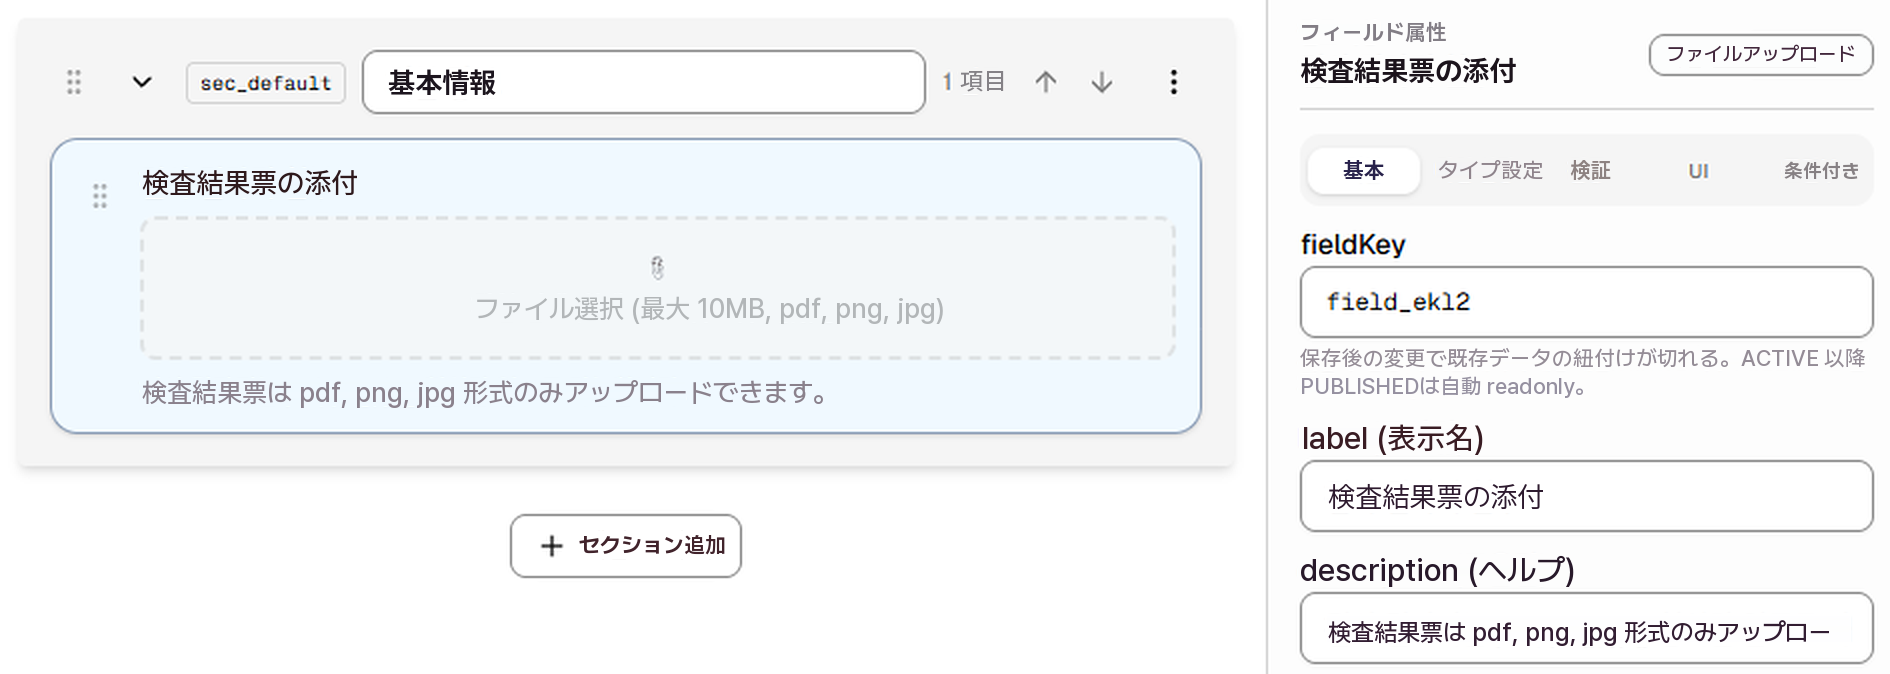 sec_default 基本情報 1 項目
検査結果票の添付
ファイル選択 (最大 10MB, pdf, png, jpg)
検査結果票は pdf, png, jpg 形式のみアップロードできます。
セクション追加
フィールド属性
検査結果票の添付
ファイルアップロード
基本 タイプ設定 検証 UI 条件付き
fieldKey
field_ekl2
保存後の変更で既存データの紐付けが切れる。ACTIVE 以降
PUBLISHEDは自動 readonly。
label (表示名)
検査結果票の添付
description (ヘルプ)
検査結果票は pdf, png, jpg 形式のみアップロー